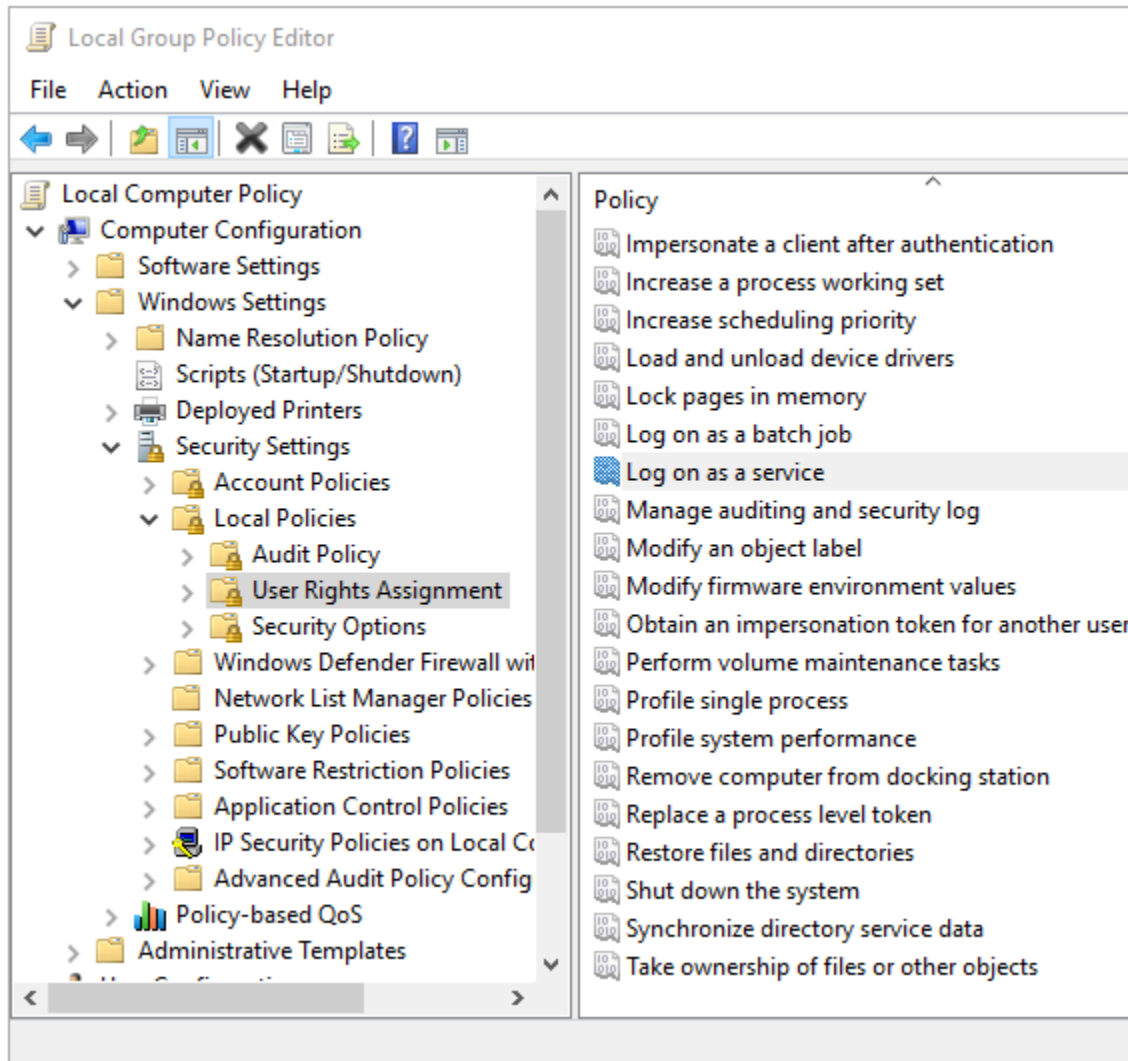 Local Group Policy Editor
File Action View Help
Local Computer Policy
Computer Configuration
Software Settings
Windows Settings
Name Resolution Policy
Scripts (Startup/Shutdown)
Deployed Printers
Security Settings
Account Policies
Local Policies
Audit Policy
User Rights Assignment
Security Options
Windows Defender Firewall wit
Network List Manager Policies
Public Key Policies
Software Restriction Policies
Application Control Policies
IP Security Policies on Local Co
Advanced Audit Policy Config
Policy-based QoS
Administrative Templates
Policy
Impersonate a client after authentication
Increase a process working set
Increase scheduling priority
Load and unload device drivers
Lock pages in memory
Log on as a batch job
Log on as a service
Manage auditing and security log
Modify an object label
Modify firmware environment values
Obtain an impersonation token for another user
Perform volume maintenance tasks
Profile single process
Profile system performance
Remove computer from docking station
Replace a process level token
Restore files and directories
Shut down the system
Synchronize directory service data
Take ownership of files or other objects